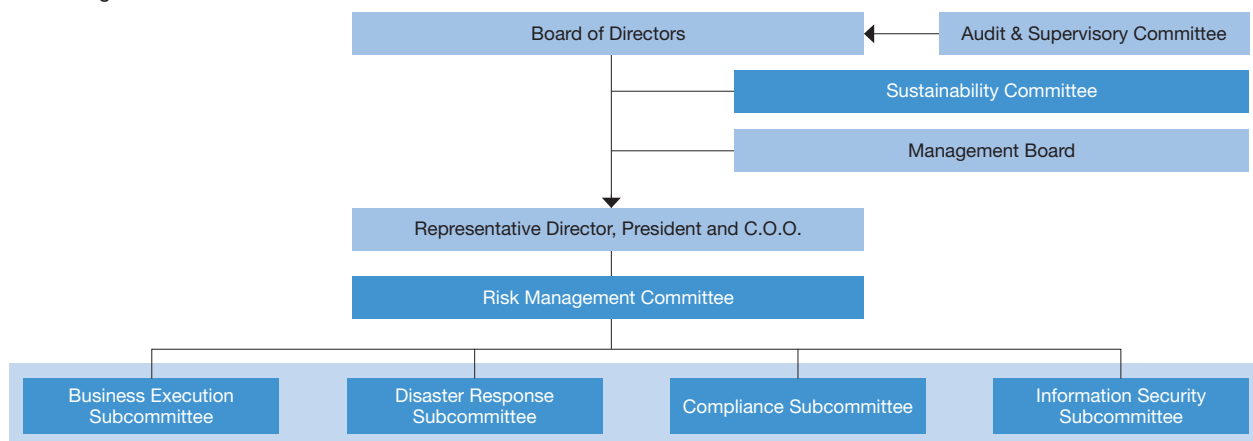 Board of Directors
Audit & Supervisory Committee
Sustainability Committee
Management Board
Representative Director, President and C.O.O.
Risk Management Committee
Business Execution
Subcommittee
Disaster Response
Subcommittee
Compliance Subcommittee
Information Security
Subcommittee